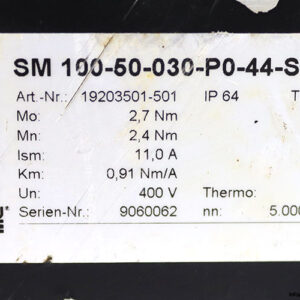 SM 100-50-030-P0-44-S
Art.-Nr.: 19203501-501 IP 64 T
Mo: 2,7 Nm
Mn: 2,4 Nm
Ism: 11,0 A
Km: 0,91 Nm/A
Un: 400 V Thermo:
Serien-Nr.: 9060062 nn: 5.000